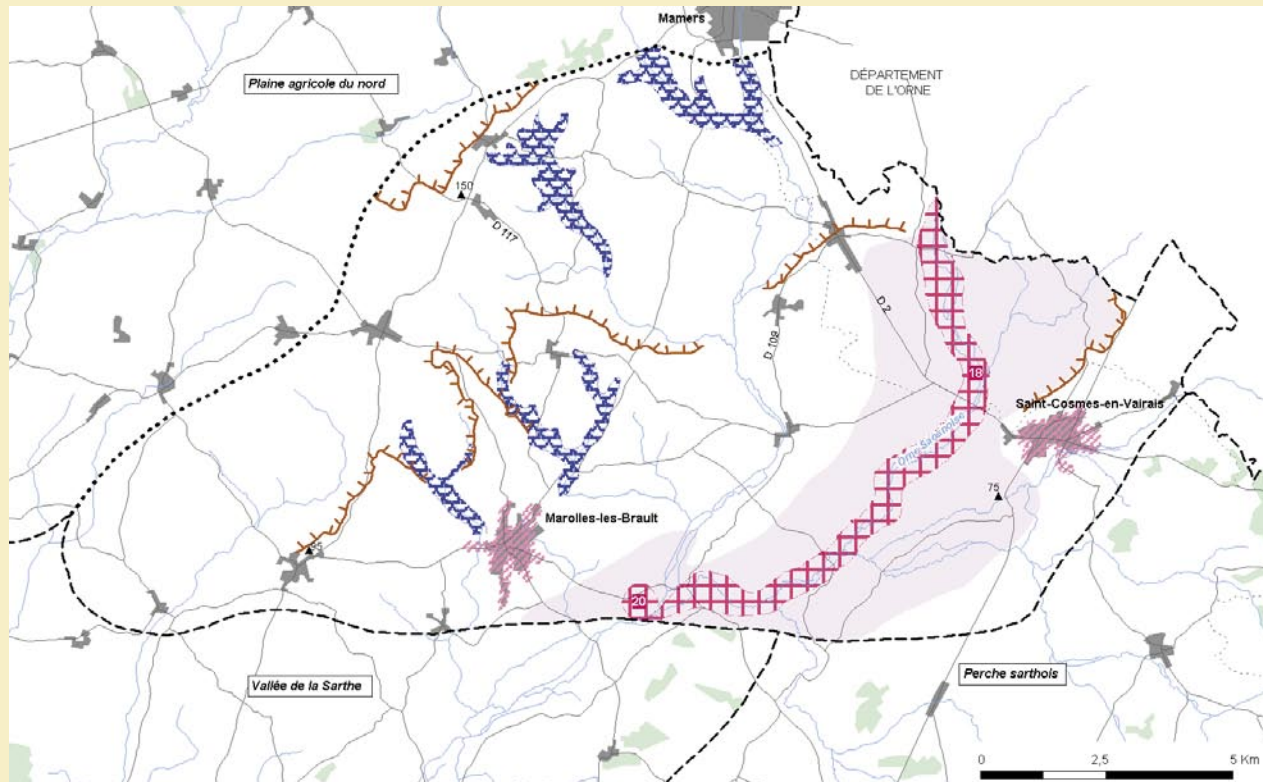 Mamers
Plaine agricole du nord
DÉPARTEMENT
DE L'ORNE
150
D 117
D 2
D 109
18
Saint-Cosmes-en-Vairais
Orne Saosnoise
75
Marolles-les-Brault
20
Vallée de la Sarthe
Perche sarthois
0 2,5 5 Km